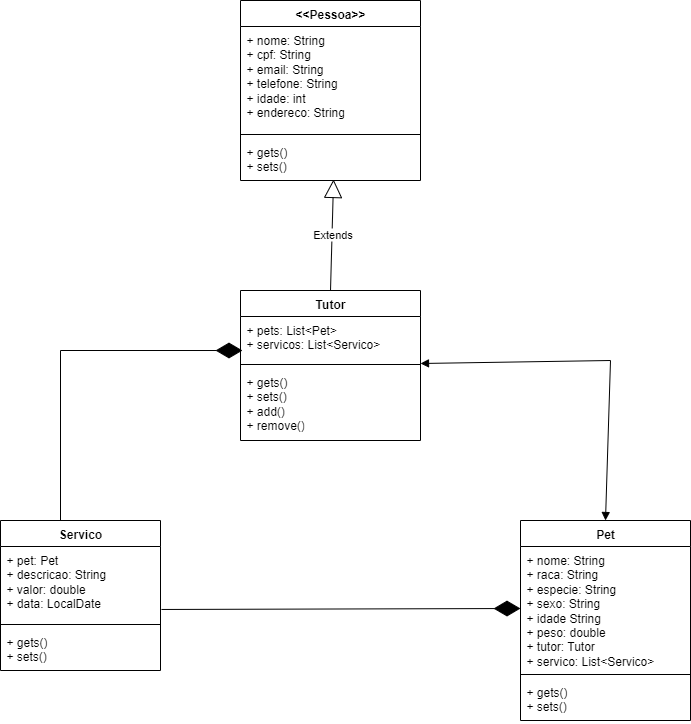 <<Pessoa>>
+ nome: String
+ cpf: String
+ email: String
+ telefone: String
+ idade: int
+ endereco: String
+ gets()
+ sets()
Extends
Tutor
+ pets: List<Pet>
+ servicos: List<Servico>
+ gets()
+ sets()
+ add()
+ remove()
Servico
+ pet: Pet
+ descricao: String
+ valor: double
+ data: LocalDate
+ gets()
+ sets()
Pet
+ nome: String
+ raca: String
+ especie: String
+ sexo: String
+ idade String
+ peso: double
+ tutor: Tutor
+ servico: List<Servico>
+ gets()
+ sets()